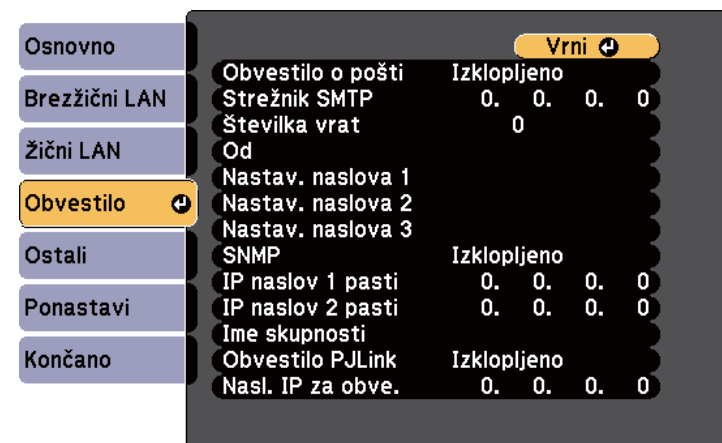 Osnovno
Brezžični LAN
Žični LAN
Obvestilo
Ostali
Ponastavi
Končano
Vrni
Obvestilo o pošti Izklopljeno
Strežnik SMTP 0. 0. 0. 0
Številka vrat 0
Od
Nastav. naslova 1
Nastav. naslova 2
Nastav. naslova 3
SNMP Izklopljeno
IP naslov 1 pasti 0. 0. 0. 0
IP naslov 2 pasti 0. 0. 0. 0
Ime skupnosti
Obvestilo PJLink Izklopljeno
Nasl. IP za obve. 0. 0. 0. 0